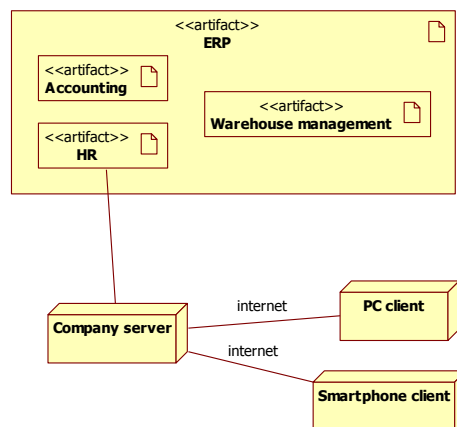 <<artifact>>
ERP
<<artifact>>
Accounting
<<artifact>>
Warehouse management
<<artifact>>
HR
internet
PC client
Company server
internet
Smartphone client